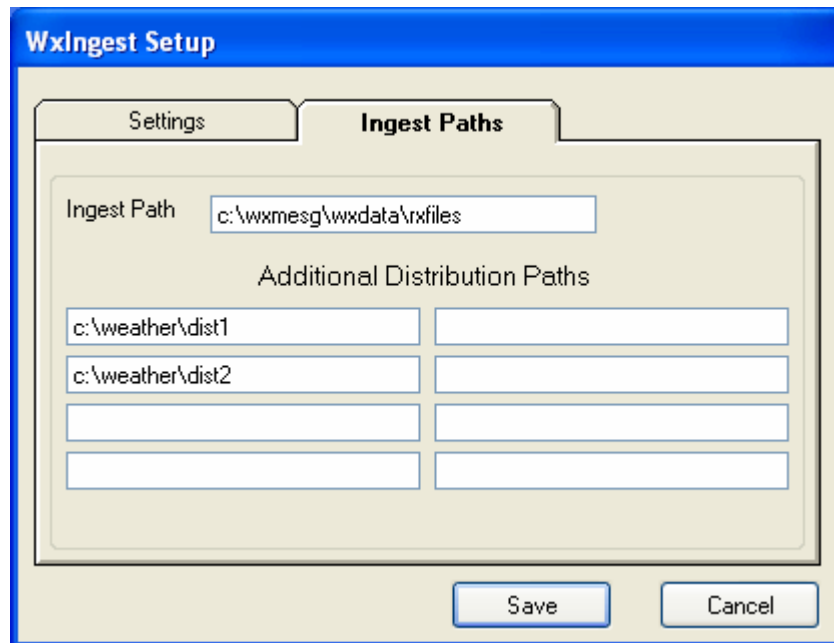 WxIngest Setup
Settings
Ingest Paths
Ingest Path
c:\wxmesg\wxdata\rxfiles
Additional Distribution Paths
c:\weather\dist1
c:\weather\dist2
Save
Cancel